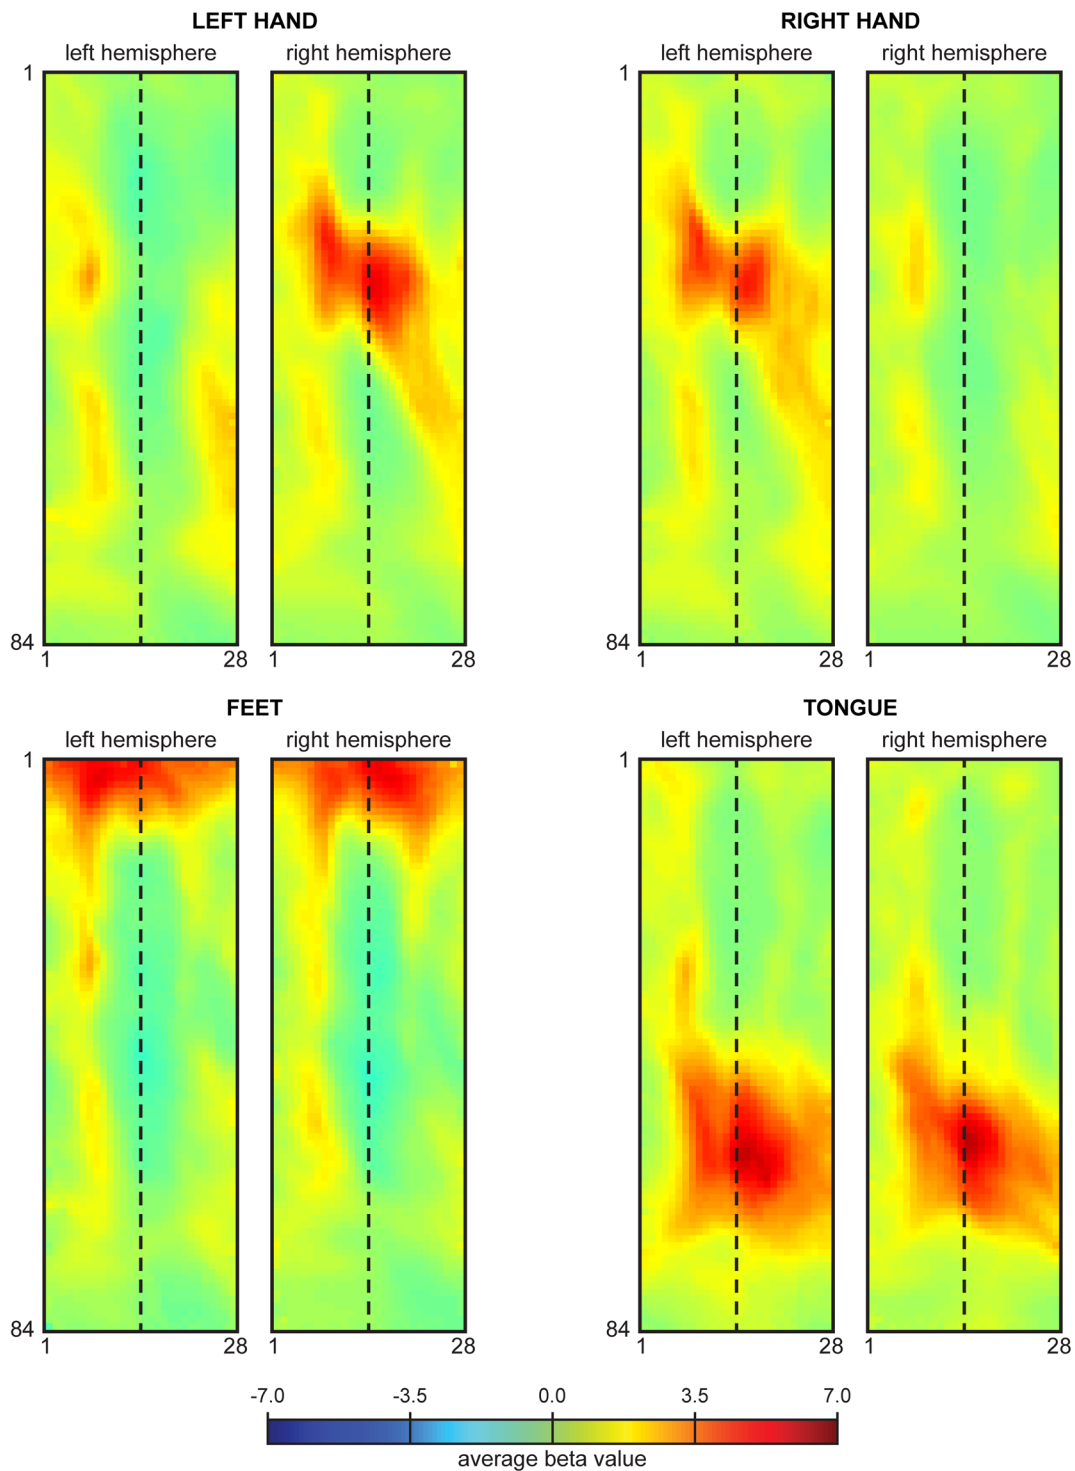 LEFT HAND
RIGHT HAND
left hemisphere
right hemisphere
left hemisphere
right hemisphere
1
1
84
84
1
28
1
28
1
28
1
28
FEET
TONGUE
left hemisphere
right hemisphere
left hemisphere
right hemisphere
1
1
84
84
1
28
1
28
1
28
1
28
-7.0
-3.5
0.0
3.5
7.0
average beta value